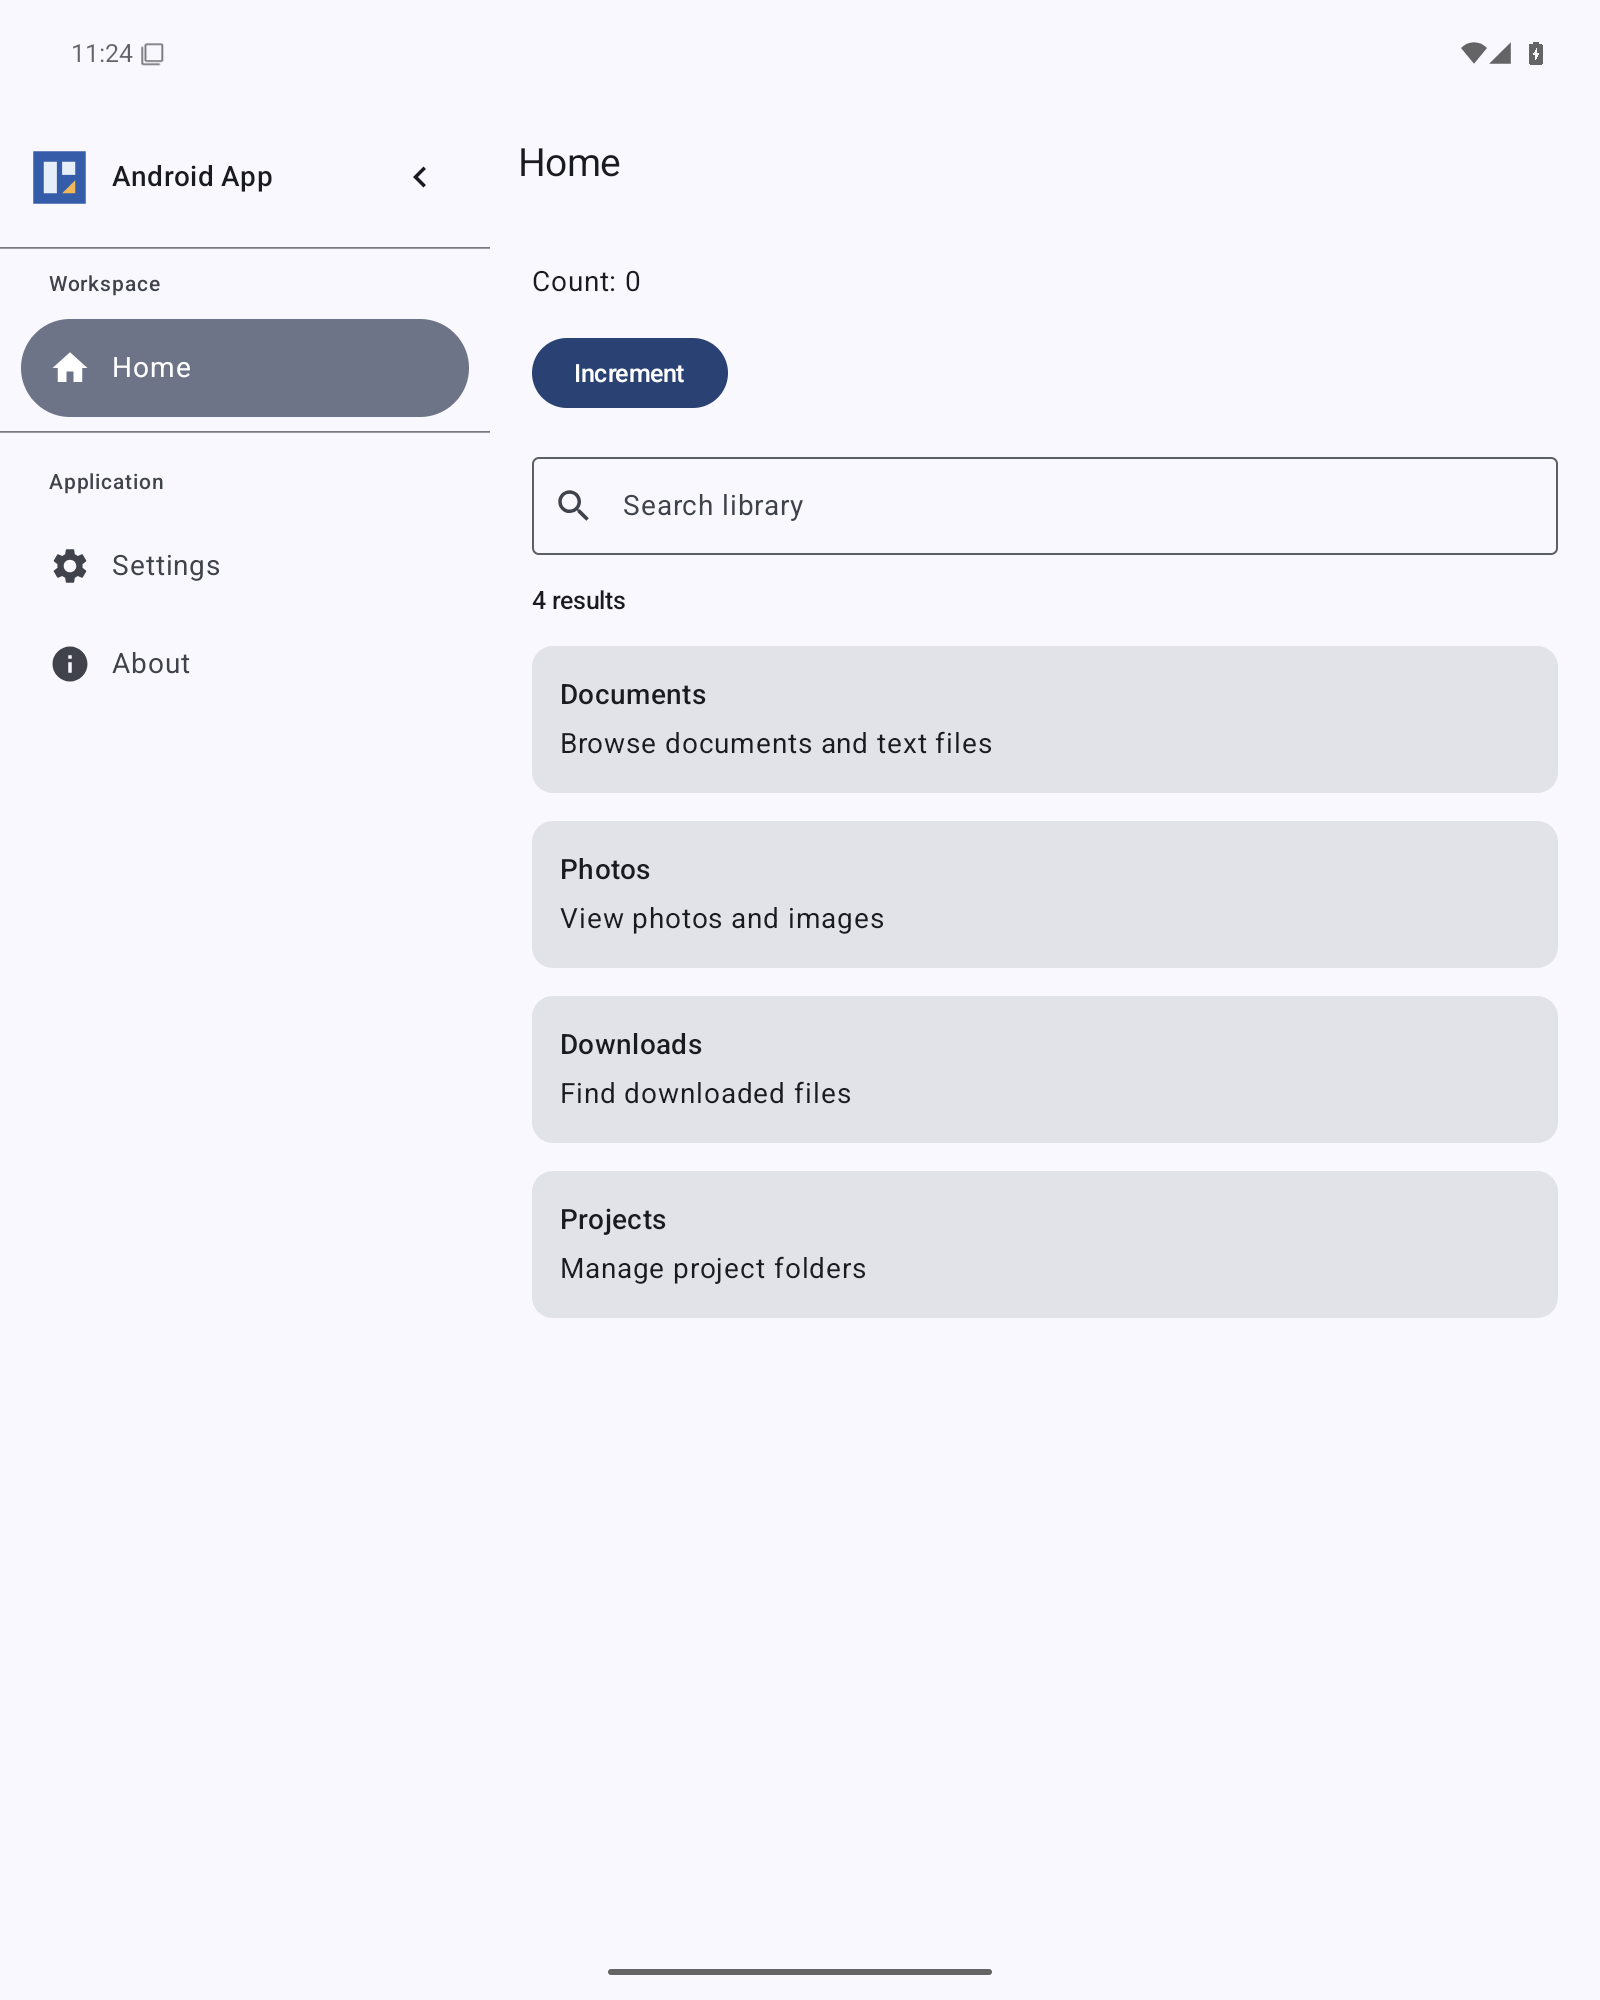 11:24
Android App
Workspace
Home
Application
Settings
About
Home
Count: 0
Increment
Search library
4 results
Documents
Browse documents and text files
Photos
View photos and images
Downloads
Find downloaded files
Projects
Manage project folders